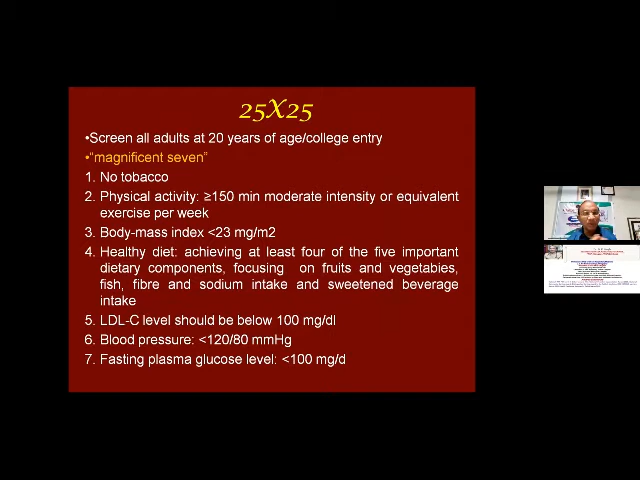 25X25
•Screen all adults at 20 years of age/college entry
•"magnificent seven"
1. No tobacco
2. Physical activity: ≥150 min moderate intensity or equivalent
exercise per week
3. Body-mass index <23 mg/m2
4. Healthy diet: achieving at least four of the five important
dietary components, focusing on fruits and vegetables,
fish, fibre and sodium intake and sweetened beverage
intake
5. LDL-C level should be below 100 mg/dl
6. Blood pressure: <120/80 mmHg
7. Fasting plasma glucose level: <100 mg/d